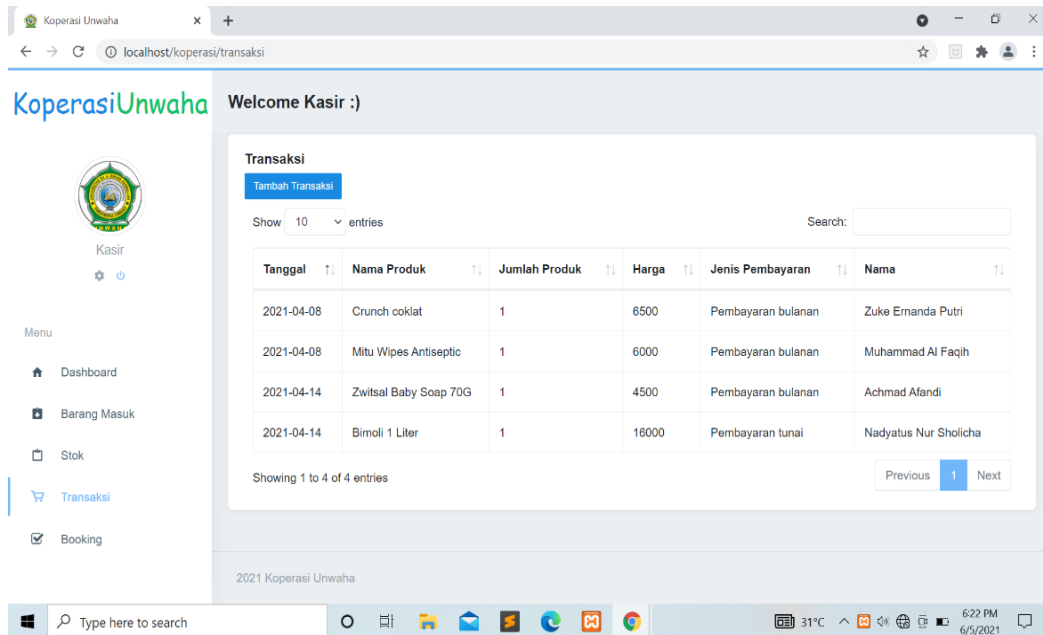 Koperasi Unwaha
localhost/koperasi/transaksi
KoperasiUnwaha
Welcome Kasir :)
Kasir
Menu
Dashboard
Barang Masuk
Stok
Transaksi
Booking
Transaksi
Tambah Transaksi
Show 10 entries Search:
Tanggal Nama Produk Jumlah Produk Harga Jenis Pembayaran Nama
2021-04-08 Crunch coklat 1 6500 Pembayaran bulanan Zuke Ernanda Putri
2021-04-08 Mitu Wipes Antiseptic 1 6000 Pembayaran bulanan Muhammad Al Faqih
2021-04-14 Zwitsal Baby Soap 70G 1 4500 Pembayaran bulanan Achmad Afandi
2021-04-14 Bimoli 1 Liter 1 16000 Pembayaran tunai Nadyatus Nur Sholicha
Showing 1 to 4 of 4 entries Previous 1 Next
2021 Koperasi Unwaha
Type here to search
31°C
6:22 PM
6/5/2021